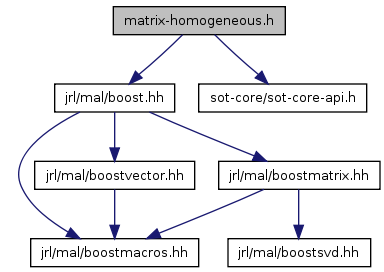 matrix-homogeneous.h
jrl/mal/boost.hh
sot-core/sot-core-api.h
jrl/mal/boostvector.hh
jrl/mal/boostmatrix.hh
jrl/mal/boostmacros.hh
jrl/mal/boostsvd.hh